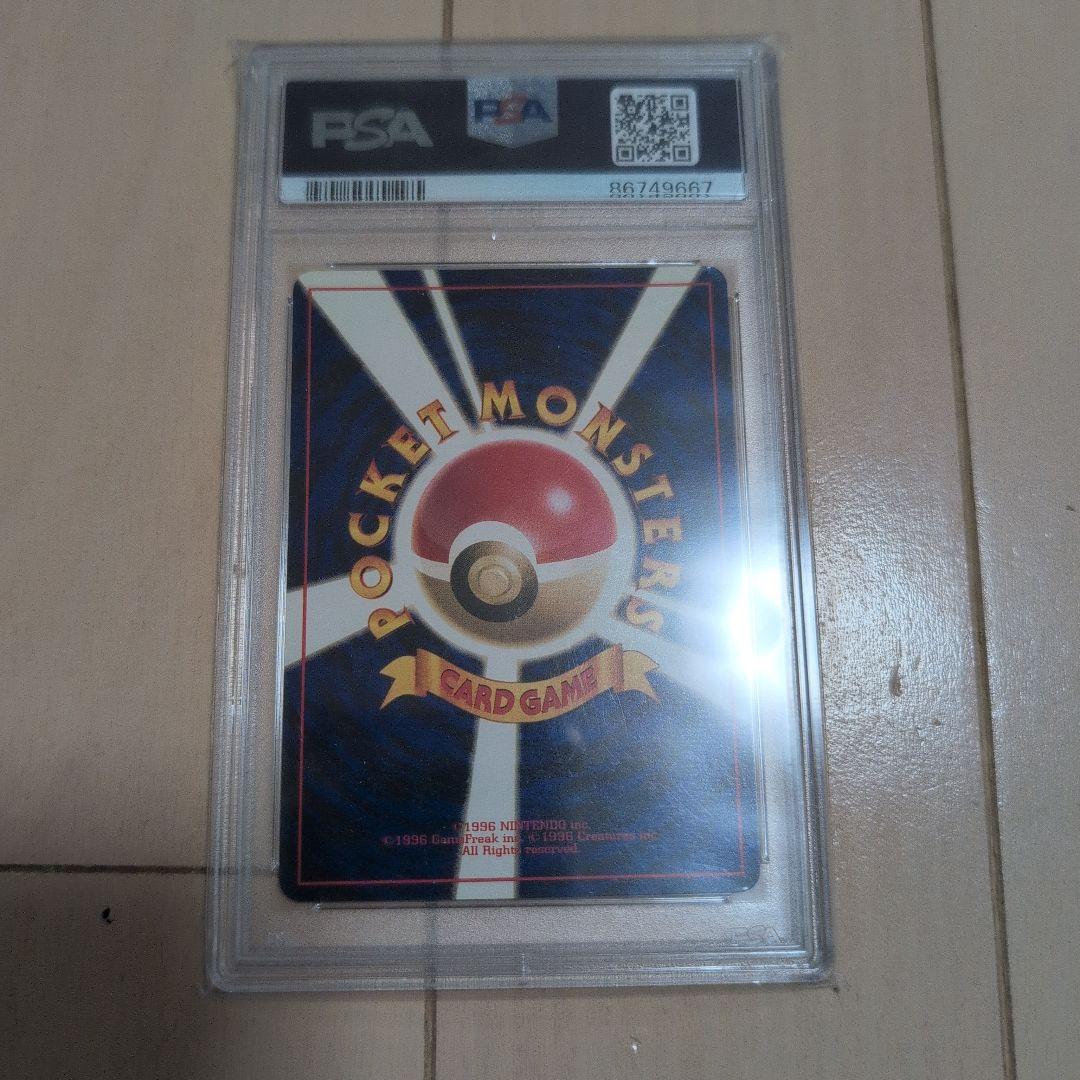 PSA
PSA
86749667
POCKET MONSTERS
CARD GAME
©1996 NINTENDO inc.
©1996 GameFreak inc. ©1996 Creatures inc.
All Rights reserved.
PSA